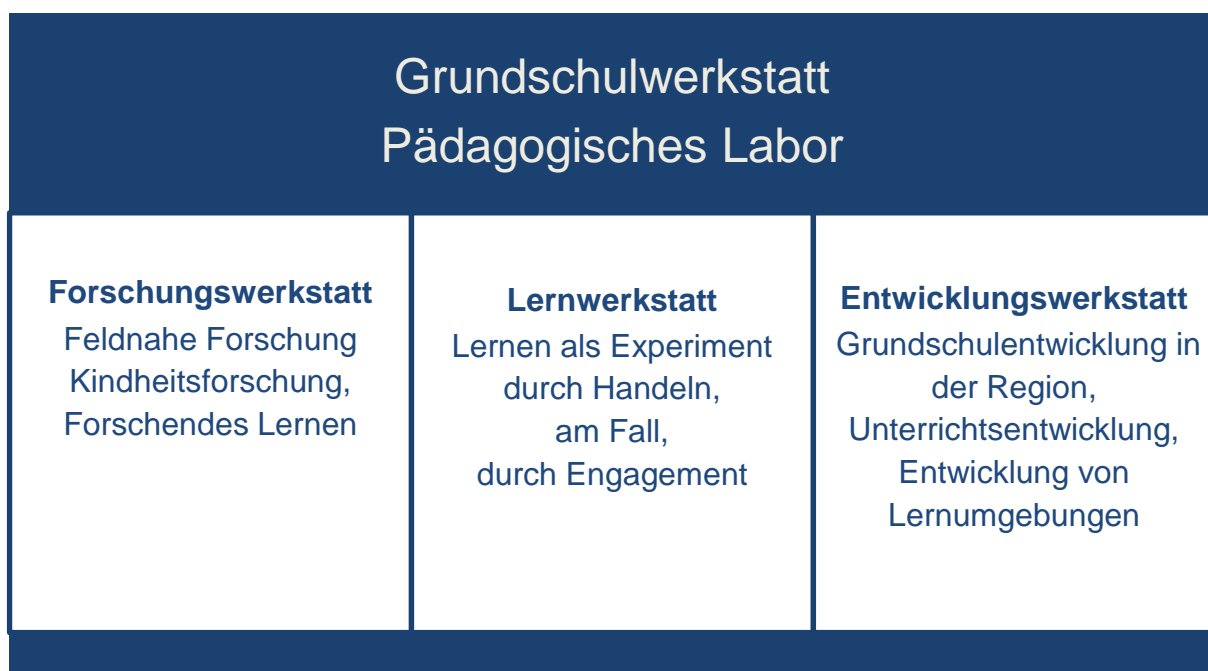 Grundschulwerkstatt
Pädagogisches Labor
Forschungswerkstatt
Feldnahe Forschung
Kindheitsforschung,
Forschendes Lernen
Lernwerkstatt
Lernen als Experiment
durch Handeln,
am Fall,
durch Engagement
Entwicklungswerkstatt
Grundschulentwicklung in
der Region,
Unterrichtsentwicklung,
Entwicklung von
Lernumgebungen